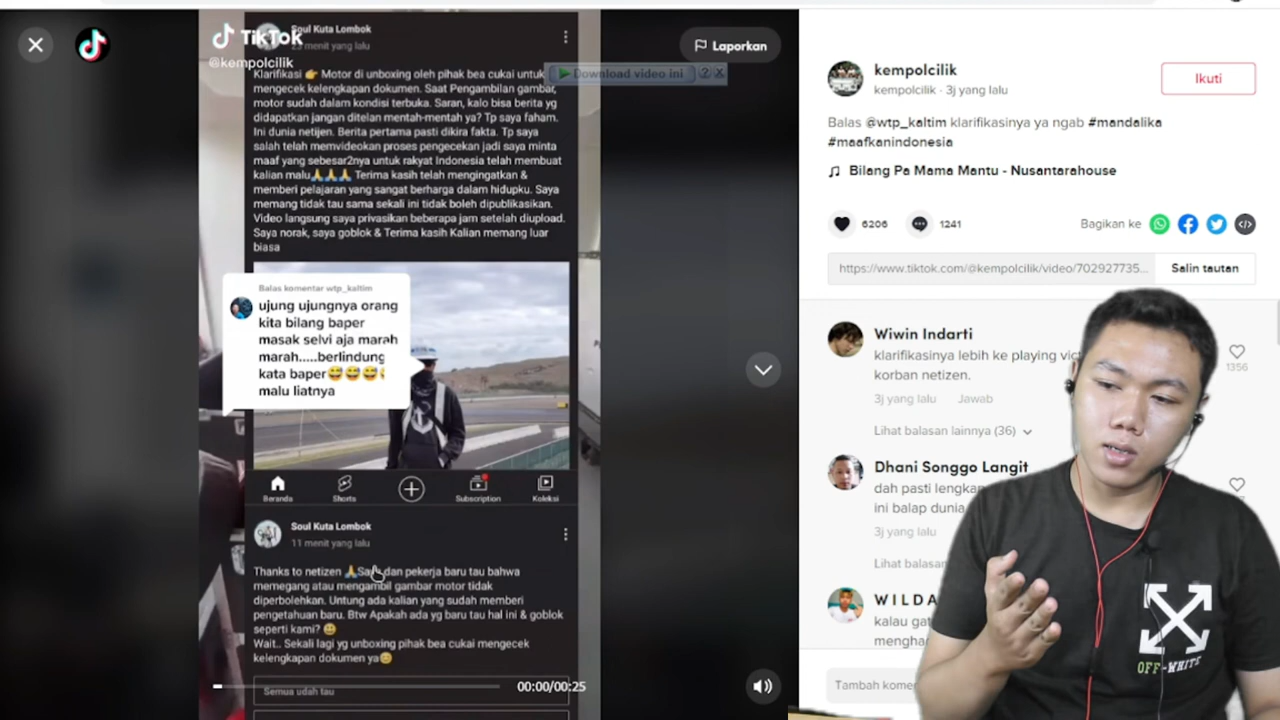 TikTok
@kempolcilik
Laporkan
Download video ini
Soul Kuta Lombok
23 menit yang lalu
Klarifikasi 👉 Motor di unboxing oleh pihak bea cukai untuk
mengecek kelengkapan dokumen. Saat Pengambilan gambar,
motor sudah dalam kondisi terbuka. Saran, kalo bisa berita yg
didapatkan jangan ditelan mentah-mentah ya? Tp saya faham.
Ini dunia netijen. Berita pertama pasti dikira fakta. Tp saya
salah telah memvideokan proses pengecekan jadi saya minta
maaf yang sebesar2nya untuk rakyat Indonesia telah membuat
kalian malu🙏🙏🙏 Terima kasih telah mengingatkan &
memberi pelajaran yang sangat berharga dalam hidupku. Saya
memang tidak tau sama sekali ini tidak boleh dipublikasikan.
Video langsung saya privasikan beberapa jam setelah diupload.
Saya norak, saya goblok & Terima kasih Kalian memang luar
biasa
Balas komentar wtp_kaltim
ujung ujungnya orang
kita bilang baper
masak selvi aja marah
marah.....berlindung
kata baper😅😅😅
malu liatnya
Beranda
Shorts
Subscription
Koleksi
Soul Kuta Lombok
11 menit yang lalu
Thanks to netizen 🙏Saya dan pekerja baru tau bahwa
memegang atau mengambil gambar motor tidak
diperbolehkan. Untung ada kalian yang sudah memberi
pengetahuan baru. Btw Apakah ada yg baru tau hal ini & goblok
seperti kami? 😃
Wait.. Sekali lagi yg unboxing pihak bea cukai mengecek
kelengkapan dokumen ya😊
Semua udah tau
00:00/00:25
kempolcilik
kempolcilik · 3j yang lalu
Ikuti
Balas @wtp_kaltim klarifikasinya ya ngab #mandalika
#maafkanindonesia
Bilang Pa Mama Mantu - Nusantarahouse
6206
1241
Bagikan ke
https://www.tiktok.com/@kempolcilik/video/702927735...
Salin tautan
Wiwin Indarti
klarifikasinya lebih ke playing
korban netizen.
3j yang lalu
Jawab
1356
Lihat balasan lainnya (36)
Dhani Songgo Langit
dah pasti lengkap
ini balap dunia
3j yang lalu
Lihat balasan
WILDA
kalau
Tambah
OFF-WHITE